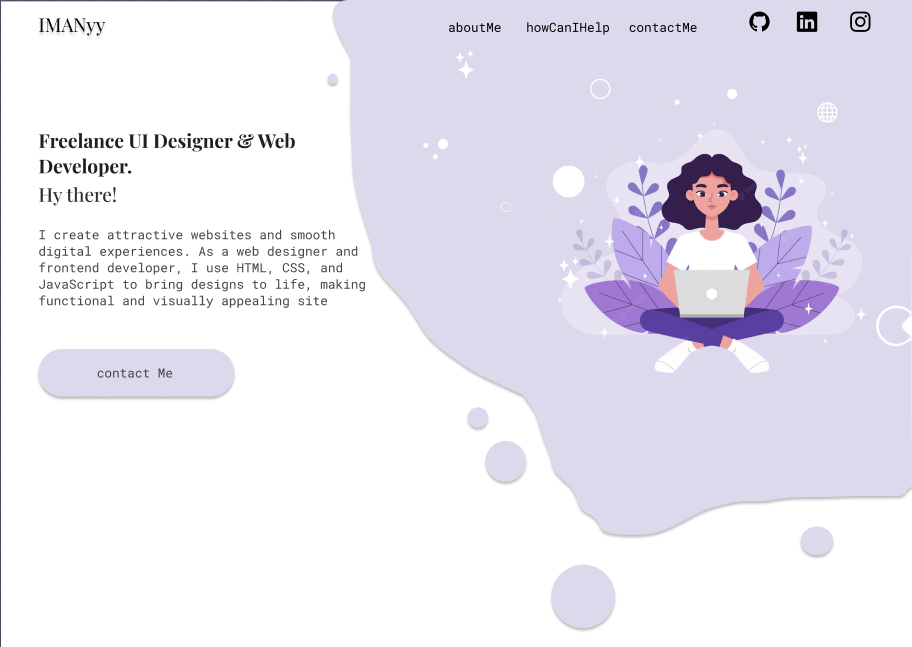 IMANyy
aboutMe howCanIHelp contactMe
Freelance UI Designer & Web
Developer.
Hy there!
I create attractive websites and smooth
digital experiences. As a web designer and
frontend developer, I use HTML, CSS, and
JavaScript to bring designs to life, making
functional and visually appealing site
contact Me